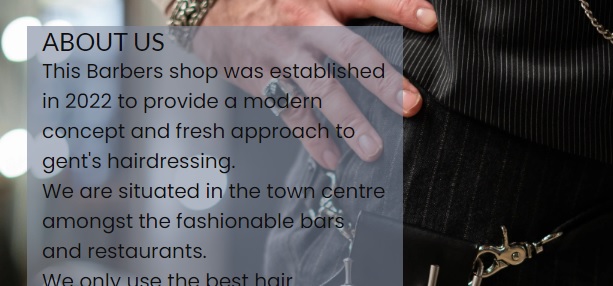 ABOUT US
This Barbers shop was established
in 2022 to provide a modern
concept and fresh approach to
gent's hairdressing.
We are situated in the town centre
amongst the fashionable bars
and restaurants.
We only use the best hair